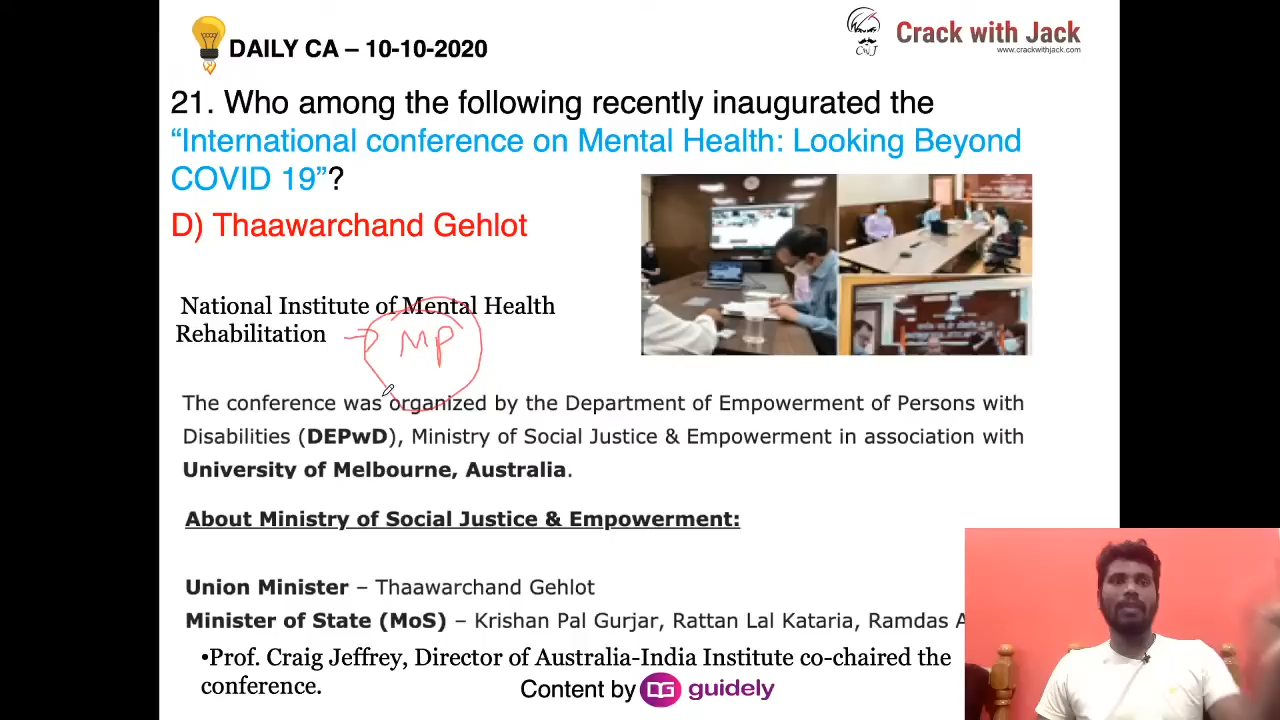 DAILY CA – 10-10-2020
Crack with Jack
www.crackwithjack.com
CWJ
21. Who among the following recently inaugurated the
“International conference on Mental Health: Looking Beyond
COVID 19”?
D) Thaawarchand Gehlot
National Institute of Mental Health
Rehabilitation
MP
The conference was organized by the Department of Empowerment of Persons with
Disabilities (DEPwD), Ministry of Social Justice & Empowerment in association with
University of Melbourne, Australia.
About Ministry of Social Justice & Empowerment:
Union Minister – Thaawarchand Gehlot
Minister of State (MoS) – Krishan Pal Gurjar, Rattan Lal Kataria, Ramdas A
•Prof. Craig Jeffrey, Director of Australia-India Institute co-chaired the
conference.
Content by guidely